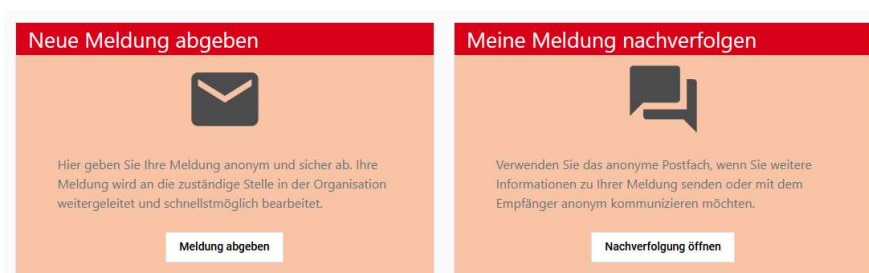 Neue Meldung abgeben
Hier geben Sie Ihre Meldung anonym und sicher ab. Ihre
Meldung wird an die zuständige Stelle in der Organisation
weitergeleitet und schnellstmöglich bearbeitet.
Meldung abgeben
Meine Meldung nachverfolgen
Verwenden Sie das anonyme Postfach, wenn Sie weitere
Informationen zu Ihrer Meldung senden oder mit dem
Empfänger anonym kommunizieren möchten.
Nachverfolgung öffnen